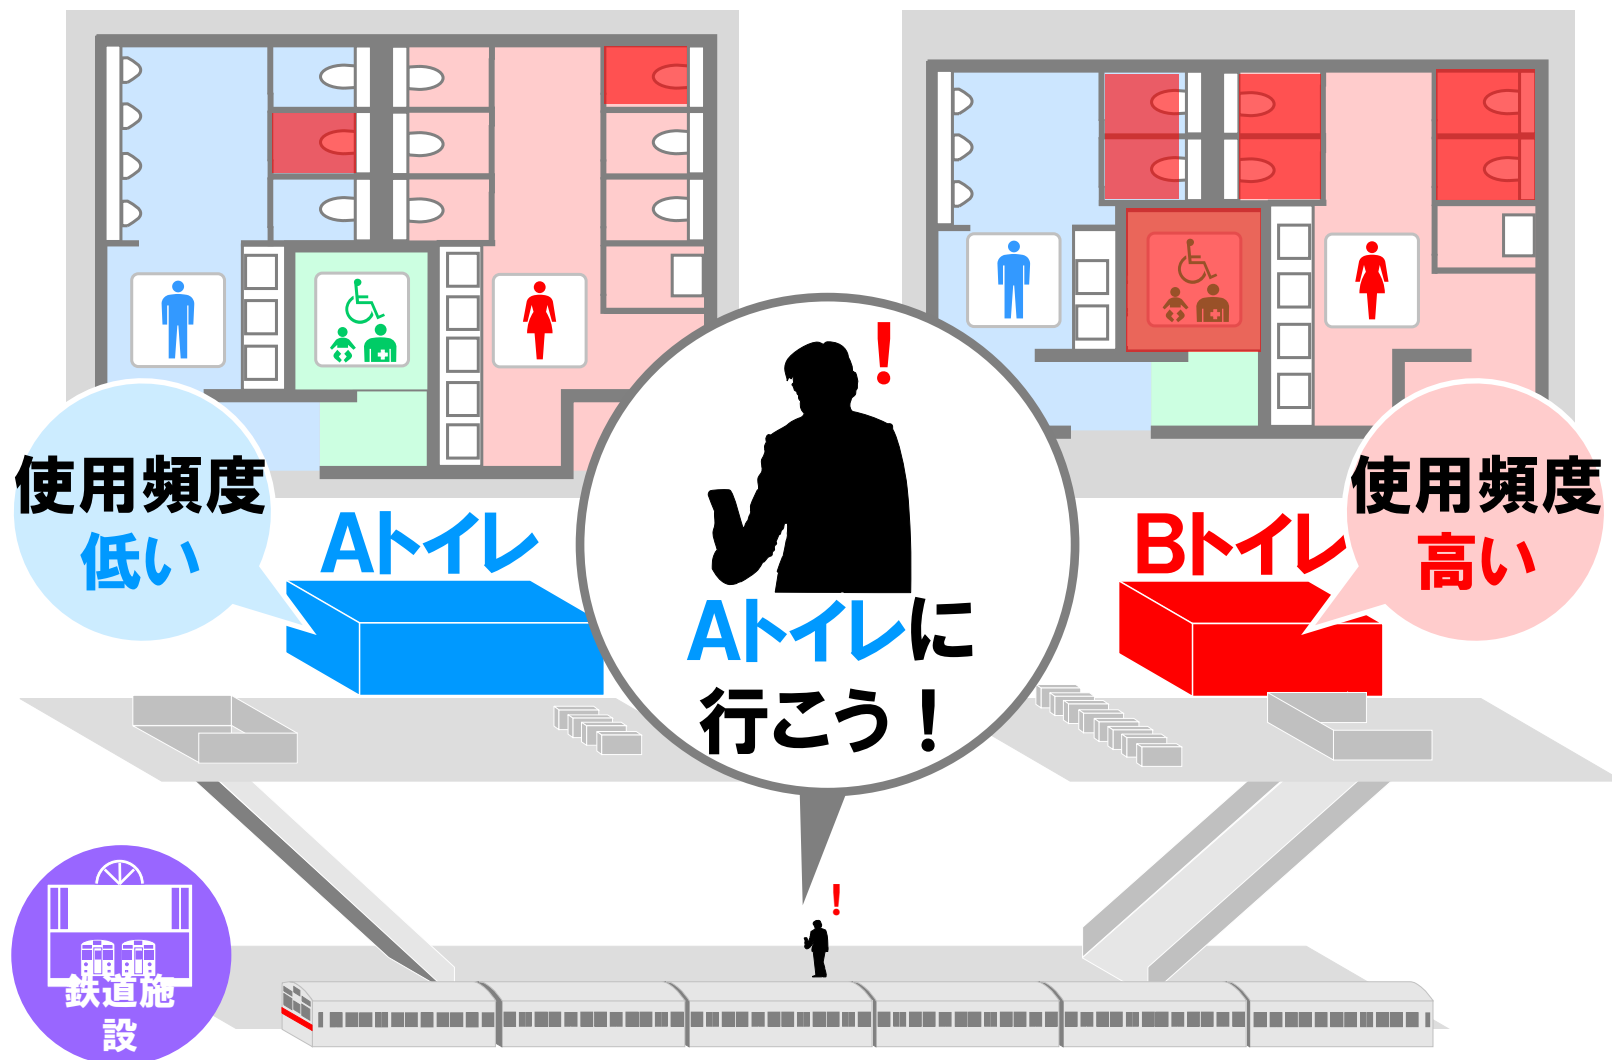 使用頻度
低い
Aトイレ
!
Aトイレに
行こう!
Bトイレ
使用頻度
高い
!
鉄道施
設